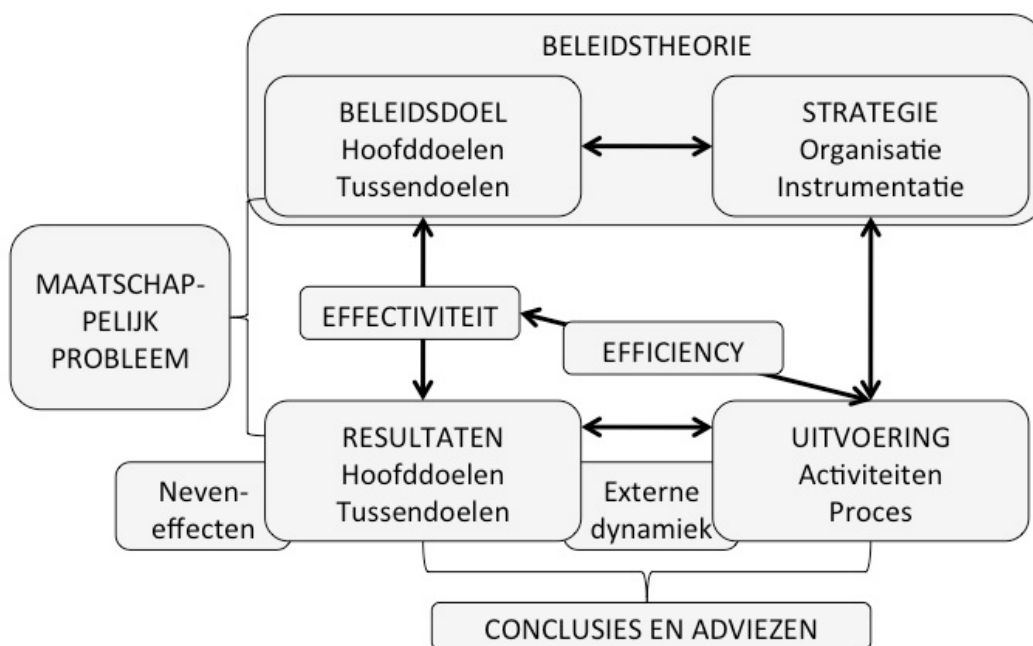 BELEIDSTHEORIE
BELEIDSDOEL
Hoofddoelen
Tussendoelen
STRATEGIE
Organisatie
Instrumentatie
MAATSCHAP-
PELIJK
PROBLEEM
EFFECTIVITEIT
EFFICIENCY
RESULTATEN
Hoofddoelen
Tussendoelen
UITVOERING
Activiteiten
Proces
Neven-
effecten
Externe
dynamiek
CONCLUSIES EN ADVIEZEN